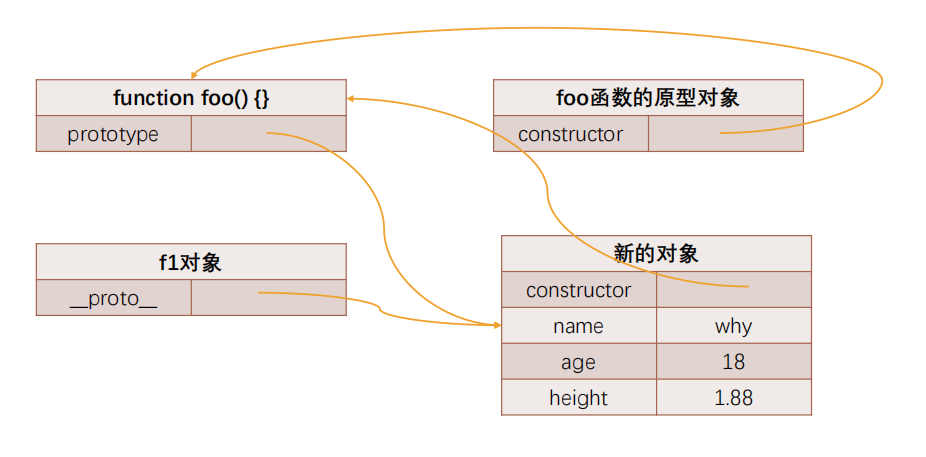 function foo() {}
prototype
foo函数的原型对象
constructor
f1对象
__proto__
新的对象
constructor
name why
age 18
height 1.88